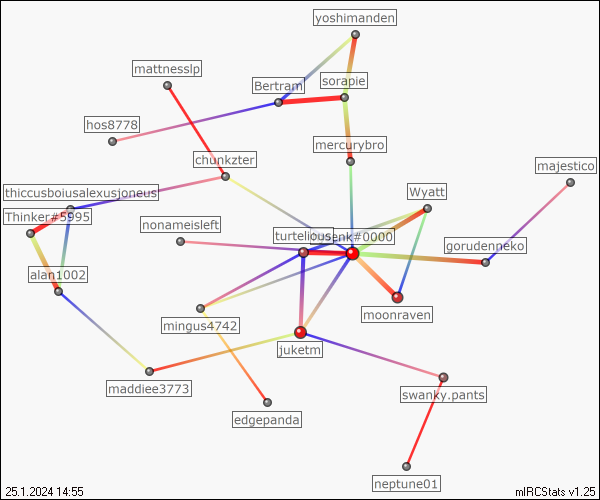 yoshimanden
mattnesslp
Bertram
sorapie
hos8778
mercurybro
chunkzter
majestico
thiccusboiusalexusjoneus
Wyatt
Thinker#5995
nonameisleft
turtelious
enk#0000
gorudenneko
alan1002
moonraven
mingus4742
juketm
maddiee3773
swanky.pants
edgepanda
neptune01
25.1.2024 14:55
mIRCStats v1.25